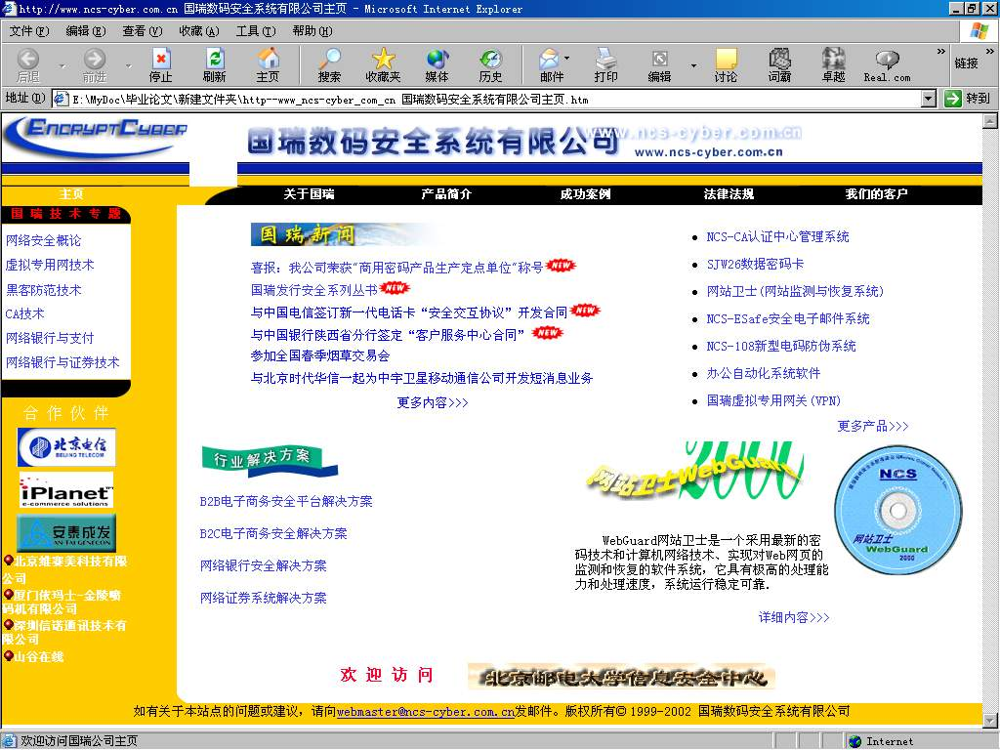 http://www.ncs-cyber.com.cn 国瑞数码安全系统有限公司主页 - Microsoft Internet Explorer
文件(F) 编辑(E) 查看(V) 收藏(A) 工具(T) 帮助(H)
后退 前进 停止 刷新 主页 搜索 收藏夹 媒体 历史 邮件 打印 编辑 讨论 词霸 卓越 Real.com 链接
地址(D) E:\MyDoc\毕业论文\新建文件夹\http--www_ncs-cyber_com_cn 国瑞数码安全系统有限公司主页.htm 转到
ENCRYPTCYBER
国瑞数码安全系统有限公司
www.ncs-cyber.com.cn
www.ncs-cyber.com.cn
主页 关于国瑞 产品简介 成功案例 法律法规 我们的客户
国瑞技术专题
网络安全概论
虚拟专用网技术
黑客防范技术
CA技术
网络银行与支付
网络银行与证券技术
合作伙伴
北京电信
BEIJING TELECOM
iPlanet
e-commerce solutions
安泰成发
AN TAI GENECON
北京维赛美科技有限
公司
厦门依玛士-金陵喷
码机有限公司
深圳信诺通讯技术有
限公司
山谷在线
国瑞新闻
喜报：我公司荣获"商用密码产品生产定点单位"称号 NEW
国瑞发行安全系列丛书 NEW
与中国电信签订新一代电话卡“安全交互协议”开发合同 NEW
与中国银行陕西省分行签定“客户服务中心合同” NEW
参加全国春季烟草交易会
与北京时代华信一起为中宇卫星移动通信公司开发短消息业务
更多内容>>>
NCS-CA认证中心管理系统
SJW26数据密码卡
网站卫士(网站监测与恢复系统)
NCS-ESafe安全电子邮件系统
NCS-108新型电码防伪系统
办公自动化系统软件
国瑞虚拟专用网关(VPN)
更多产品>>>
行业解决方案
B2B电子商务安全平台解决方案
B2C电子商务安全解决方案
网络银行安全解决方案
网络证券系统解决方案
2000
网站卫士WebGuard
WebGuard网站卫士是一个采用最新的密
码技术和计算机网络技术、实现对Web网页的
监测和恢复的软件系统，它具有极高的处理能
力和处理速度，系统运行稳定可靠.
详细内容>>>
NCS
网站卫士
WebGuard
2000
欢迎访问 北京邮电大学信息安全中心
如有关于本站点的问题或建议，请向webmaster@ncs-cyber.com.cn发邮件。版权所有© 1999-2002 国瑞数码安全系统有限公司
欢迎访问国瑞公司主页 Internet